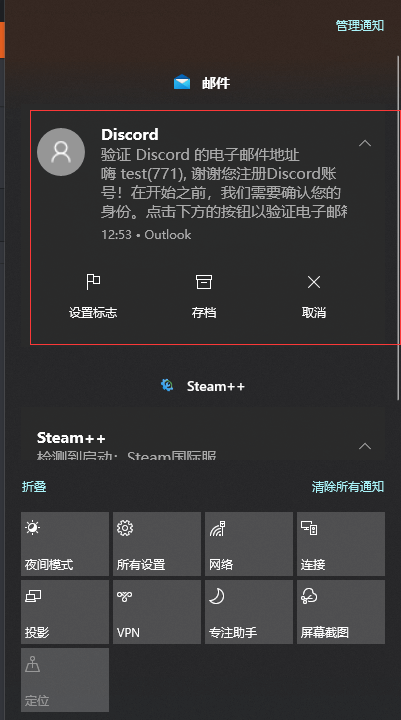 管理通知
邮件
Discord
验证 Discord 的电子邮件地址
嗨 test(771), 谢谢您注册Discord账
号！在开始之前，我们需要确认您的
身份。点击下方的按钮以验证电子邮
12:53 • Outlook
设置标志 存档 取消
Steam++
Steam++
检测到启动：Steam国际服
折叠 清除所有通知
夜间模式 所有设置 网络 连接
投影 VPN 专注助手 屏幕截图
定位